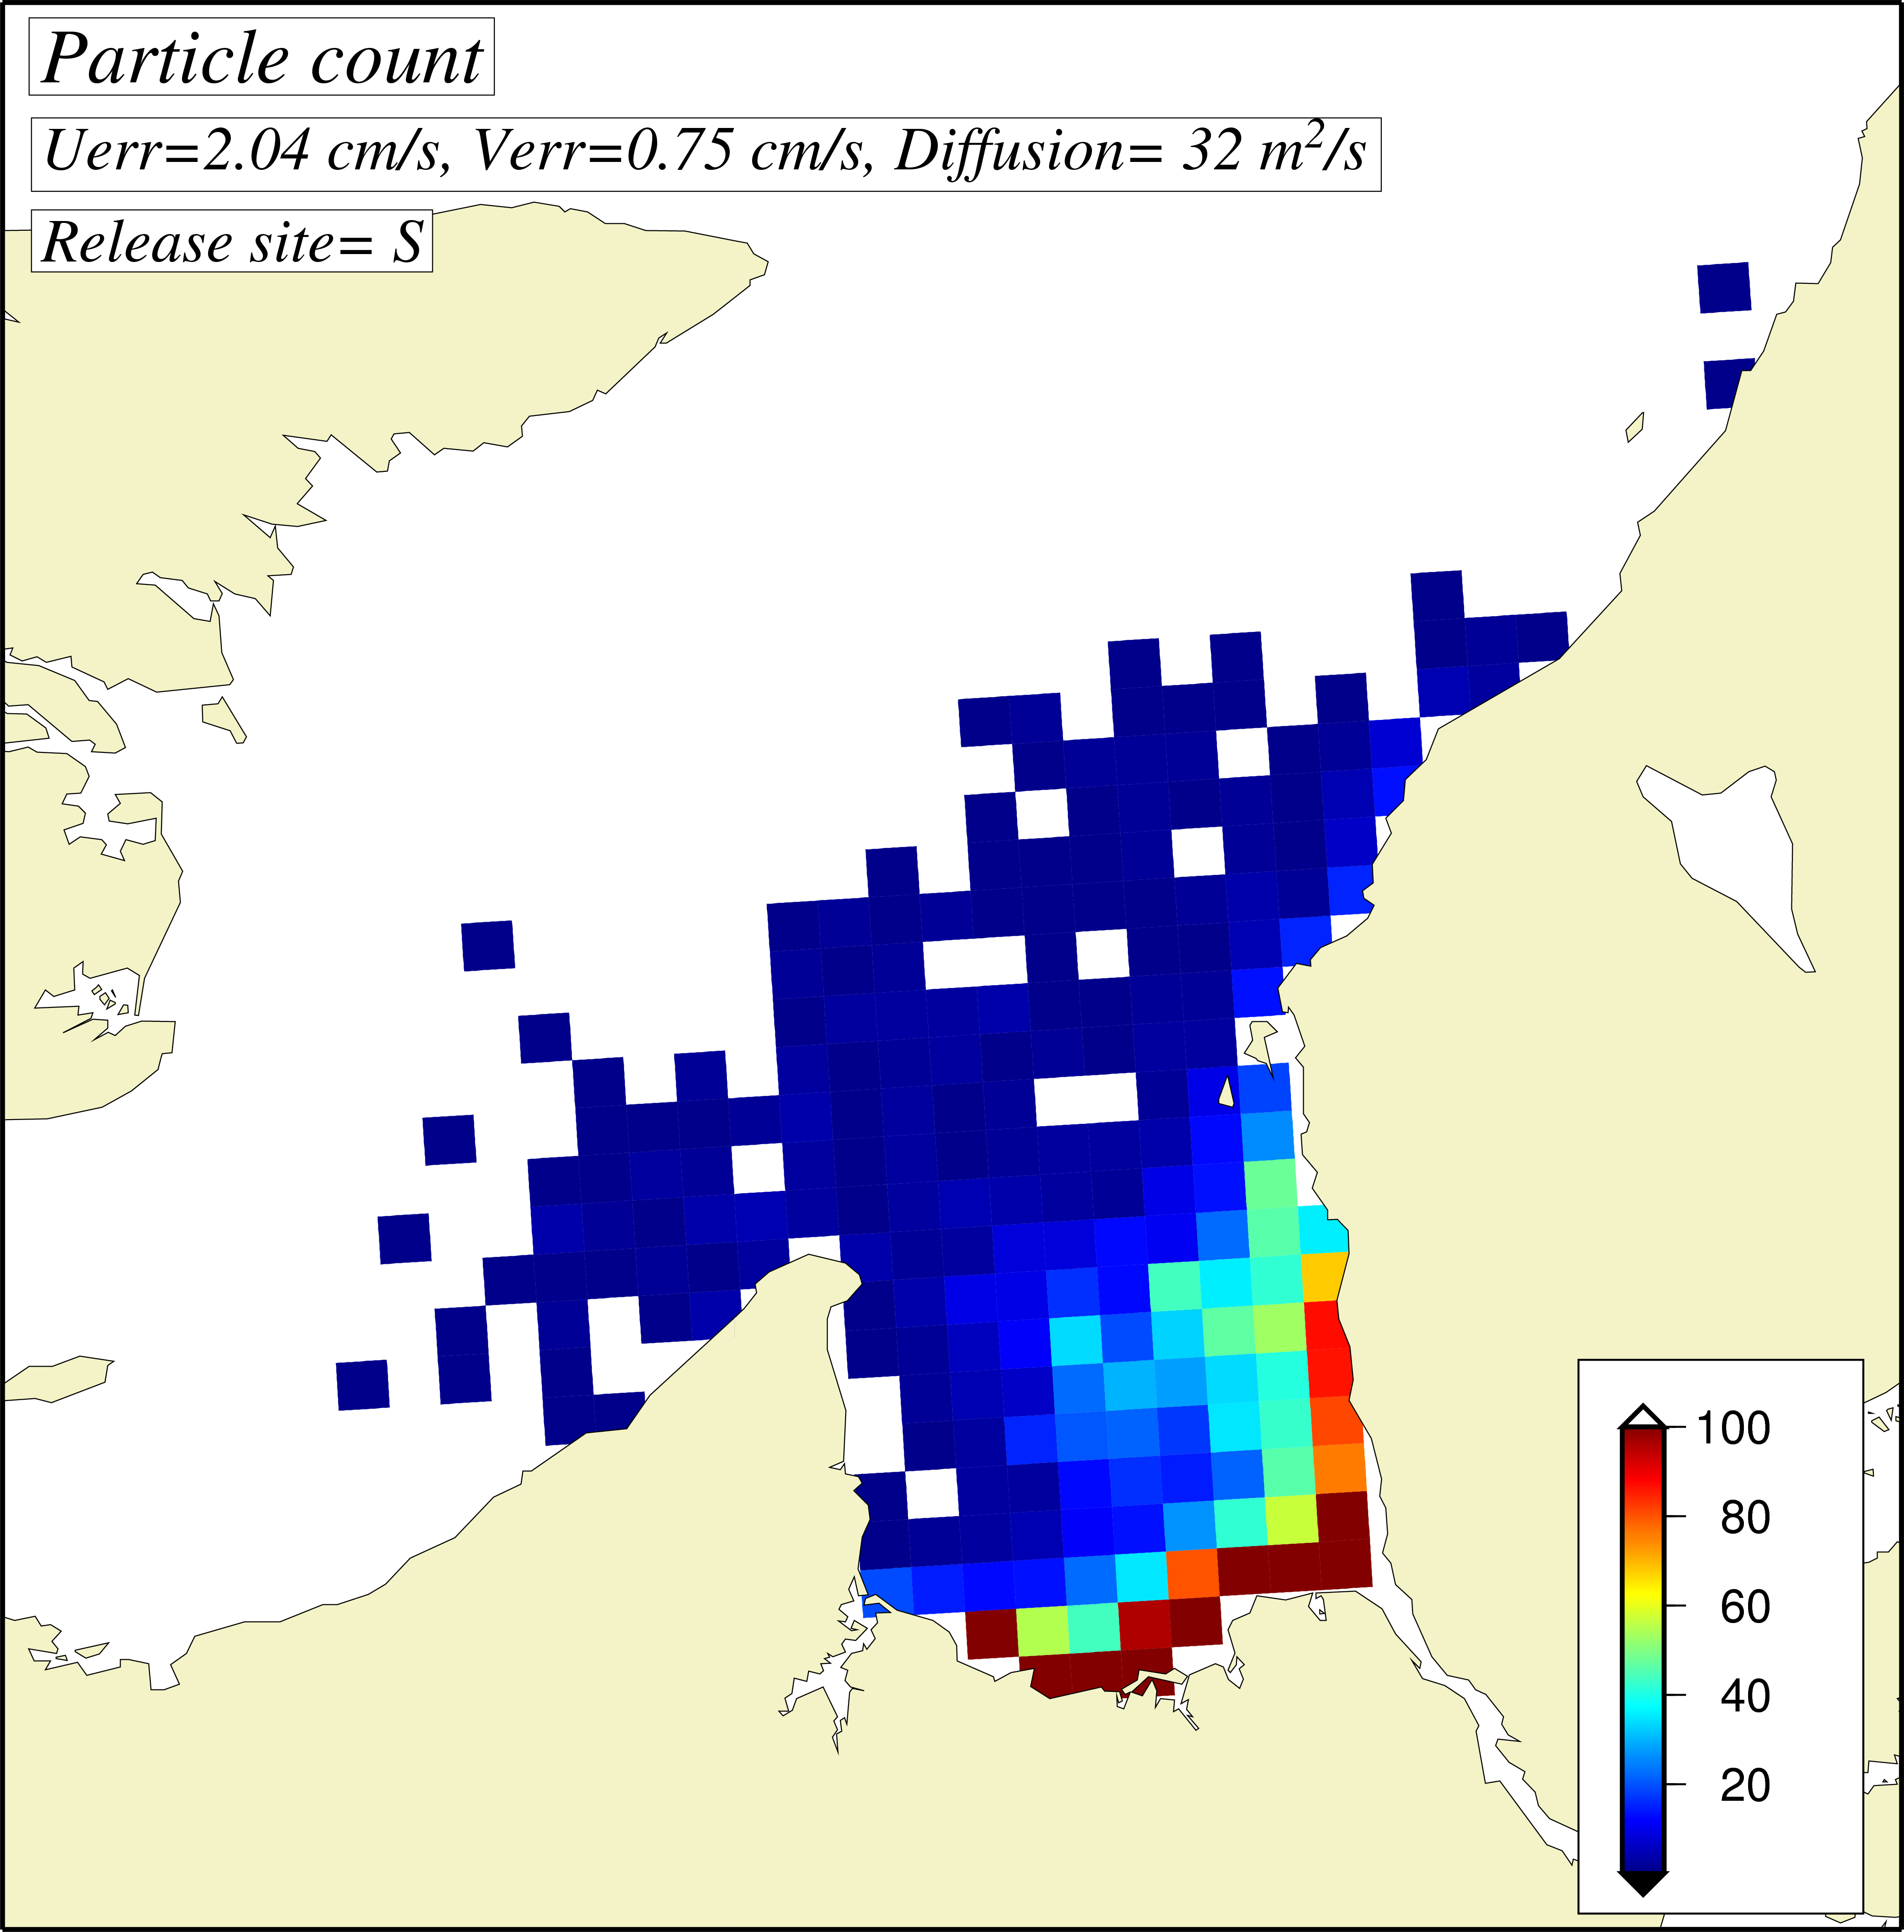 Particle count
Uerr=2.04 cm/s, Verr=0.75 cm/s, Diffusion= 32 m²/s
Release site= S
100
80
60
40
20